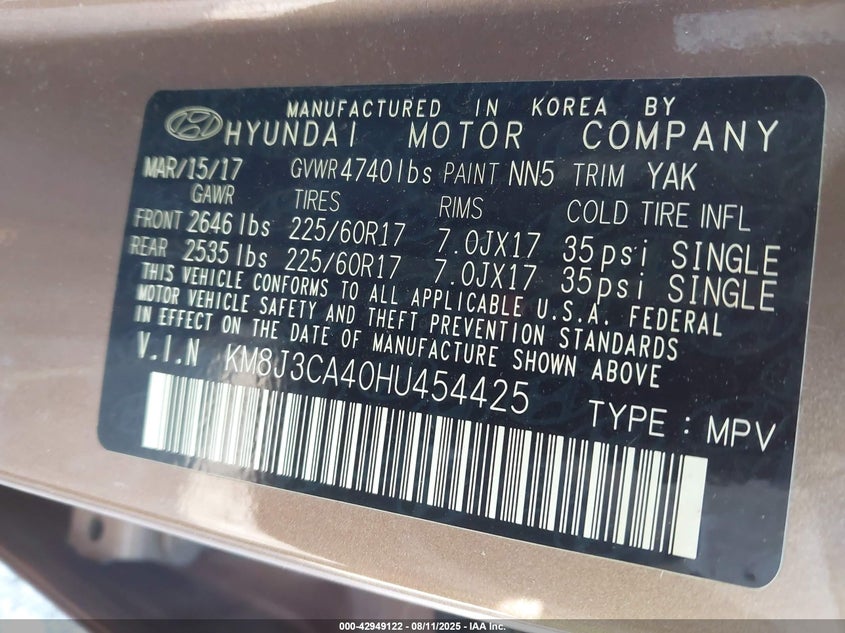 MANUFACTURED IN KOREA BY
HYUNDAI MOTOR COMPANY
MAR/15/17 GVWR 4740lbs PAINT NN5 TRIM YAK
GAWR TIRES RIMS COLD TIRE INFL
FRONT 2646 lbs 225/60R17 7.0JX17 35psi SINGLE
REAR 2535 lbs 225/60R17 7.0JX17 35psi SINGLE
THIS VEHICLE CONFORMS TO ALL APPLICABLE U.S.A. FEDERAL
MOTOR VEHICLE SAFETY AND THEFT PREVENTION STANDARDS
IN EFFECT ON THE DATE OF MANUFACTURE SHOWN ABOVE
V.I.N KM8J3CA40HU454425
TYPE : MPV
000-42949122 - 08/11/2025 - IAA Inc.